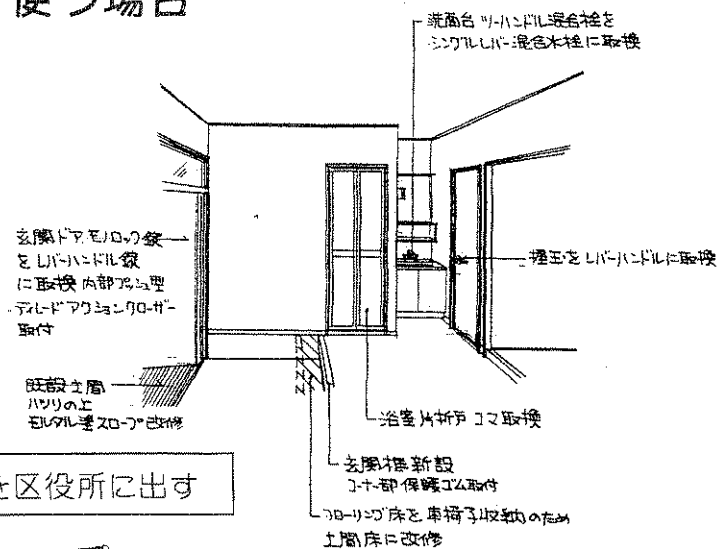 使う場合
洗面台 ツーハンドル混合栓を
シングルレバー混合水栓に取換
玄関ドア、モノロック錠
をレバーハンドル錠
に取換 内部プッシュ型
ディレードアクションクローザー
取付
握玉をレバーハンドルに取換
既設土間
ハツリの上
モルタル塗スロープ改修
浴室片折戸 コマ取換
を区役所に出す
玄関框新設
コーナー部保護ゴム取付
フローリング床を車椅子収納のため
土間床に改修